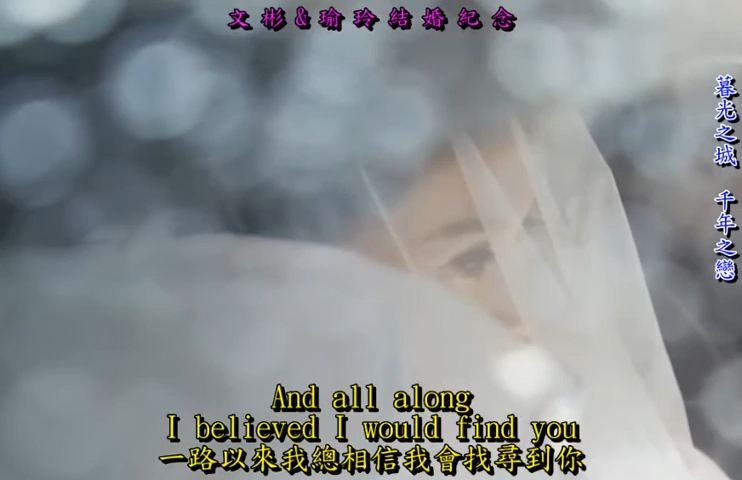 文彬&瑜玲結婚紀念
暮光之城 千年之戀
And all along
I believed I would find you
一路以來我總相信我會找尋到你